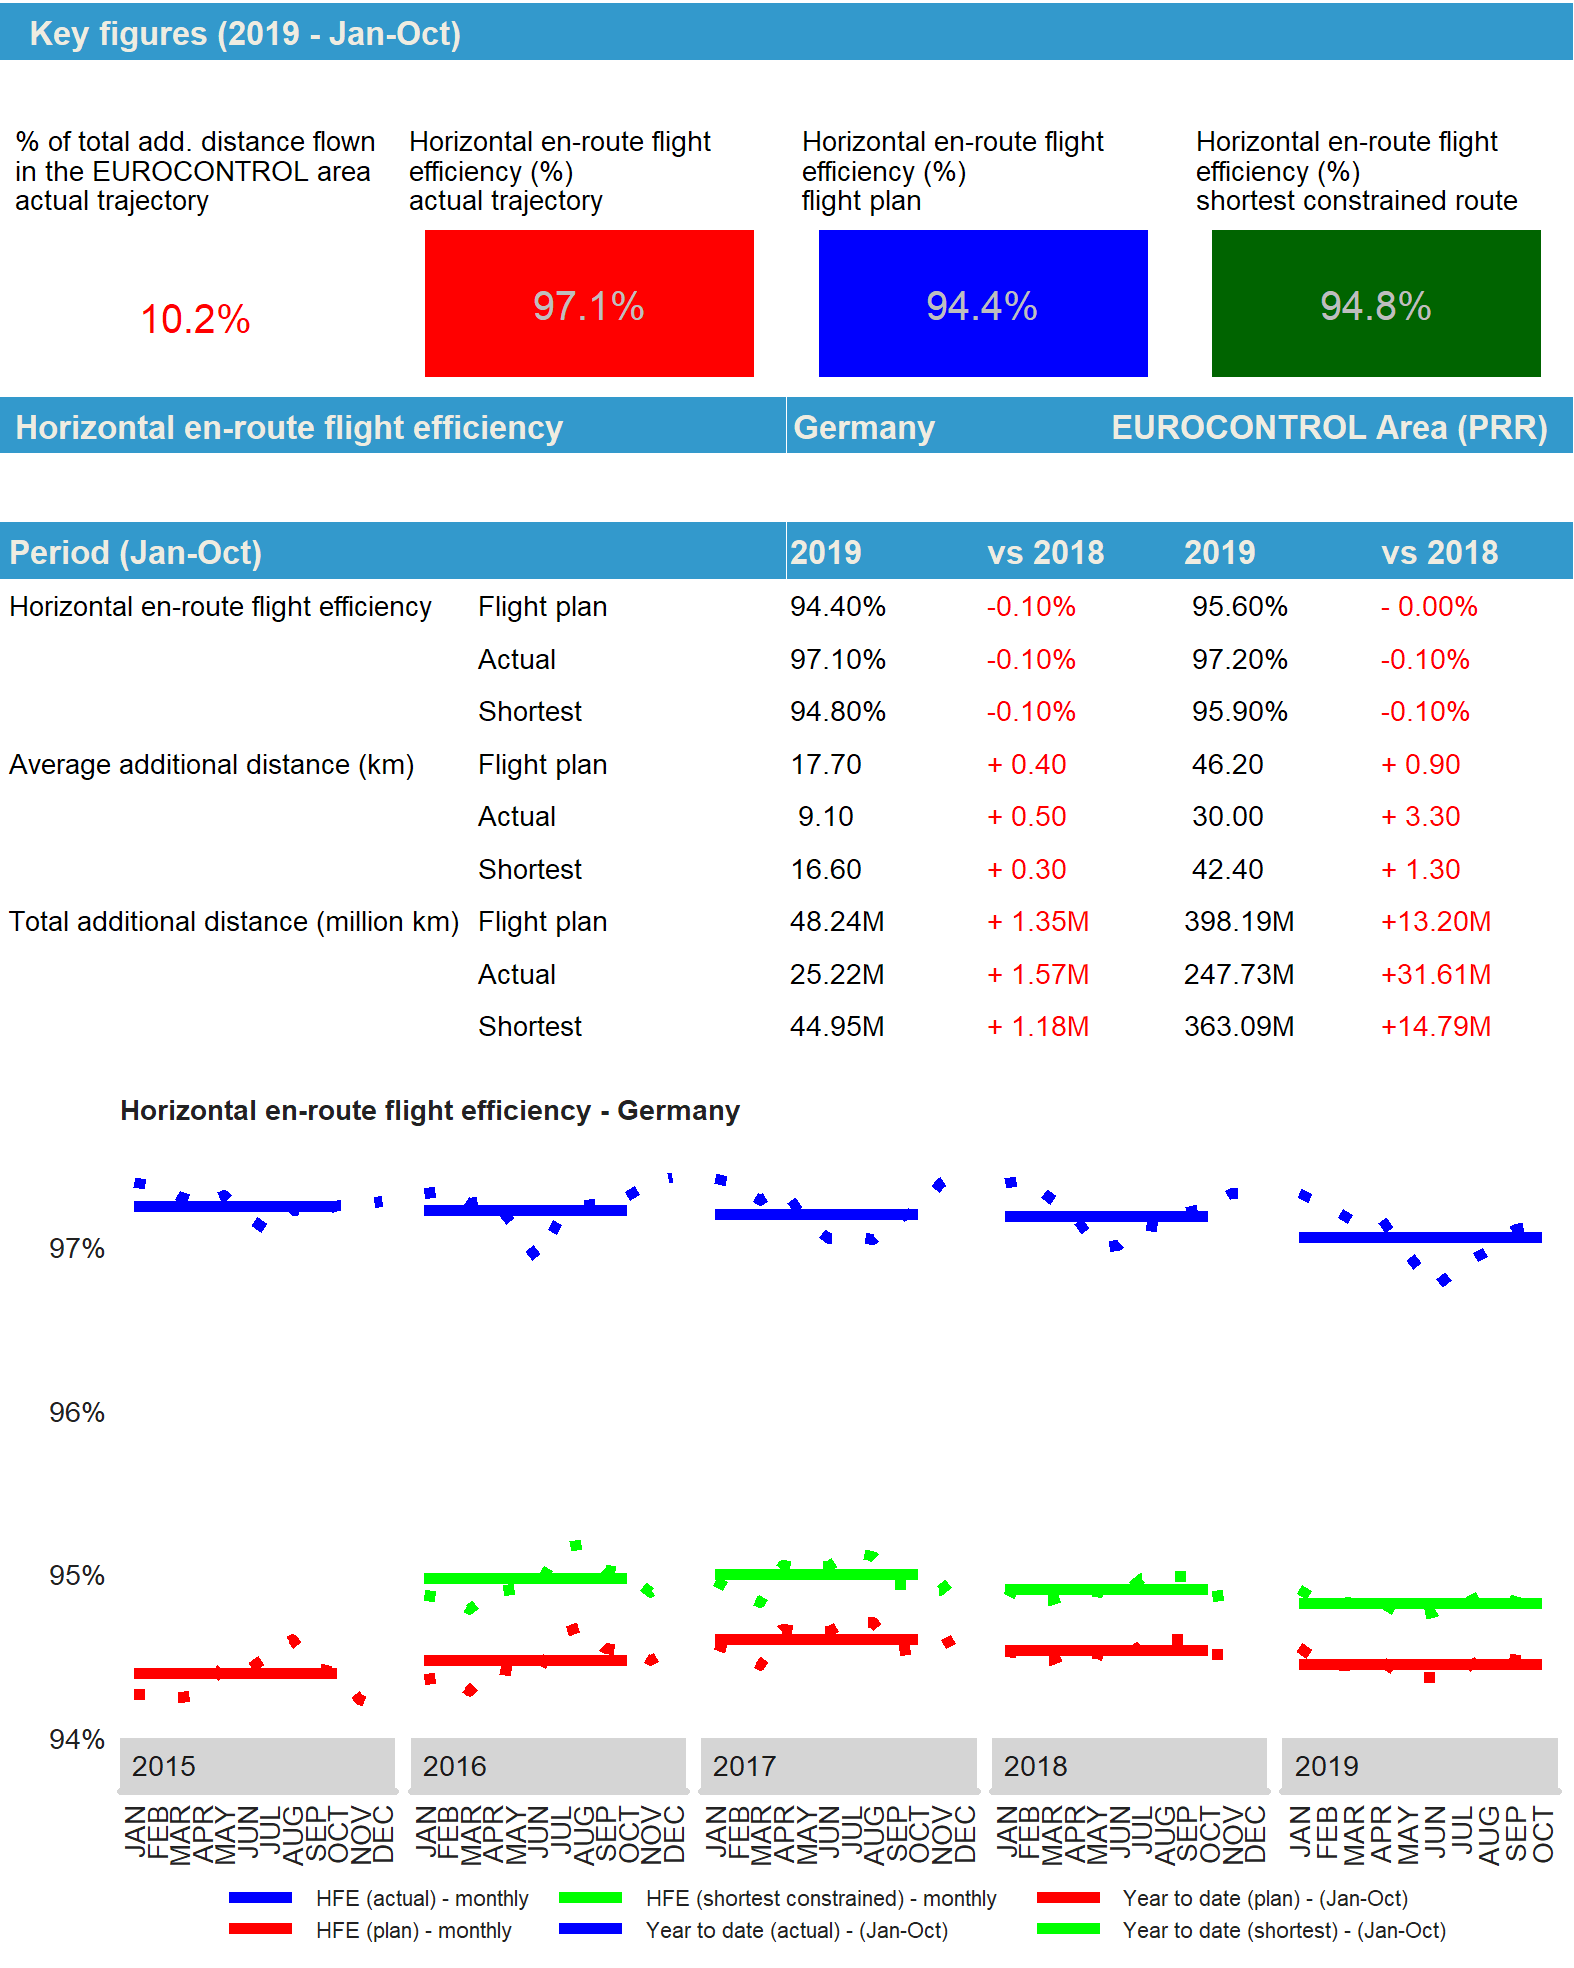 Key figures (2019 - Jan-Oct)
% of total add. distance flown
in the EUROCONTROL area
actual trajectory
10.2%
Horizontal en-route flight
efficiency (%)
actual trajectory
97.1%
Horizontal en-route flight
efficiency (%)
flight plan
94.4%
Horizontal en-route flight
efficiency (%)
shortest constrained route
94.8%
Horizontal en-route flight efficiency Germany EUROCONTROL Area (PRR)
Period (Jan-Oct) 2019 vs 2018 2019 vs 2018
Horizontal en-route flight efficiency Flight plan 94.40% -0.10% 95.60% - 0.00%
Actual 97.10% -0.10% 97.20% -0.10%
Shortest 94.80% -0.10% 95.90% -0.10%
Average additional distance (km) Flight plan 17.70 + 0.40 46.20 + 0.90
Actual 9.10 + 0.50 30.00 + 3.30
Shortest 16.60 + 0.30 42.40 + 1.30
Total additional distance (million km) Flight plan 48.24M + 1.35M 398.19M +13.20M
Actual 25.22M + 1.57M 247.73M +31.61M
Shortest 44.95M + 1.18M 363.09M +14.79M
Horizontal en-route flight efficiency - Germany
97%
96%
95%
94%
2015 2016 2017 2018 2019
JAN FEB MAR APR MAY JUN JUL AUG SEP OCT NOV DEC JAN FEB MAR APR MAY JUN JUL AUG SEP OCT NOV DEC JAN FEB MAR APR MAY JUN JUL AUG SEP OCT NOV DEC JAN FEB MAR APR MAY JUN JUL AUG SEP OCT NOV DEC JAN FEB MAR APR MAY JUN JUL AUG SEP OCT
HFE (actual) - monthly HFE (shortest constrained) - monthly Year to date (plan) - (Jan-Oct)
HFE (plan) - monthly Year to date (actual) - (Jan-Oct) Year to date (shortest) - (Jan-Oct)